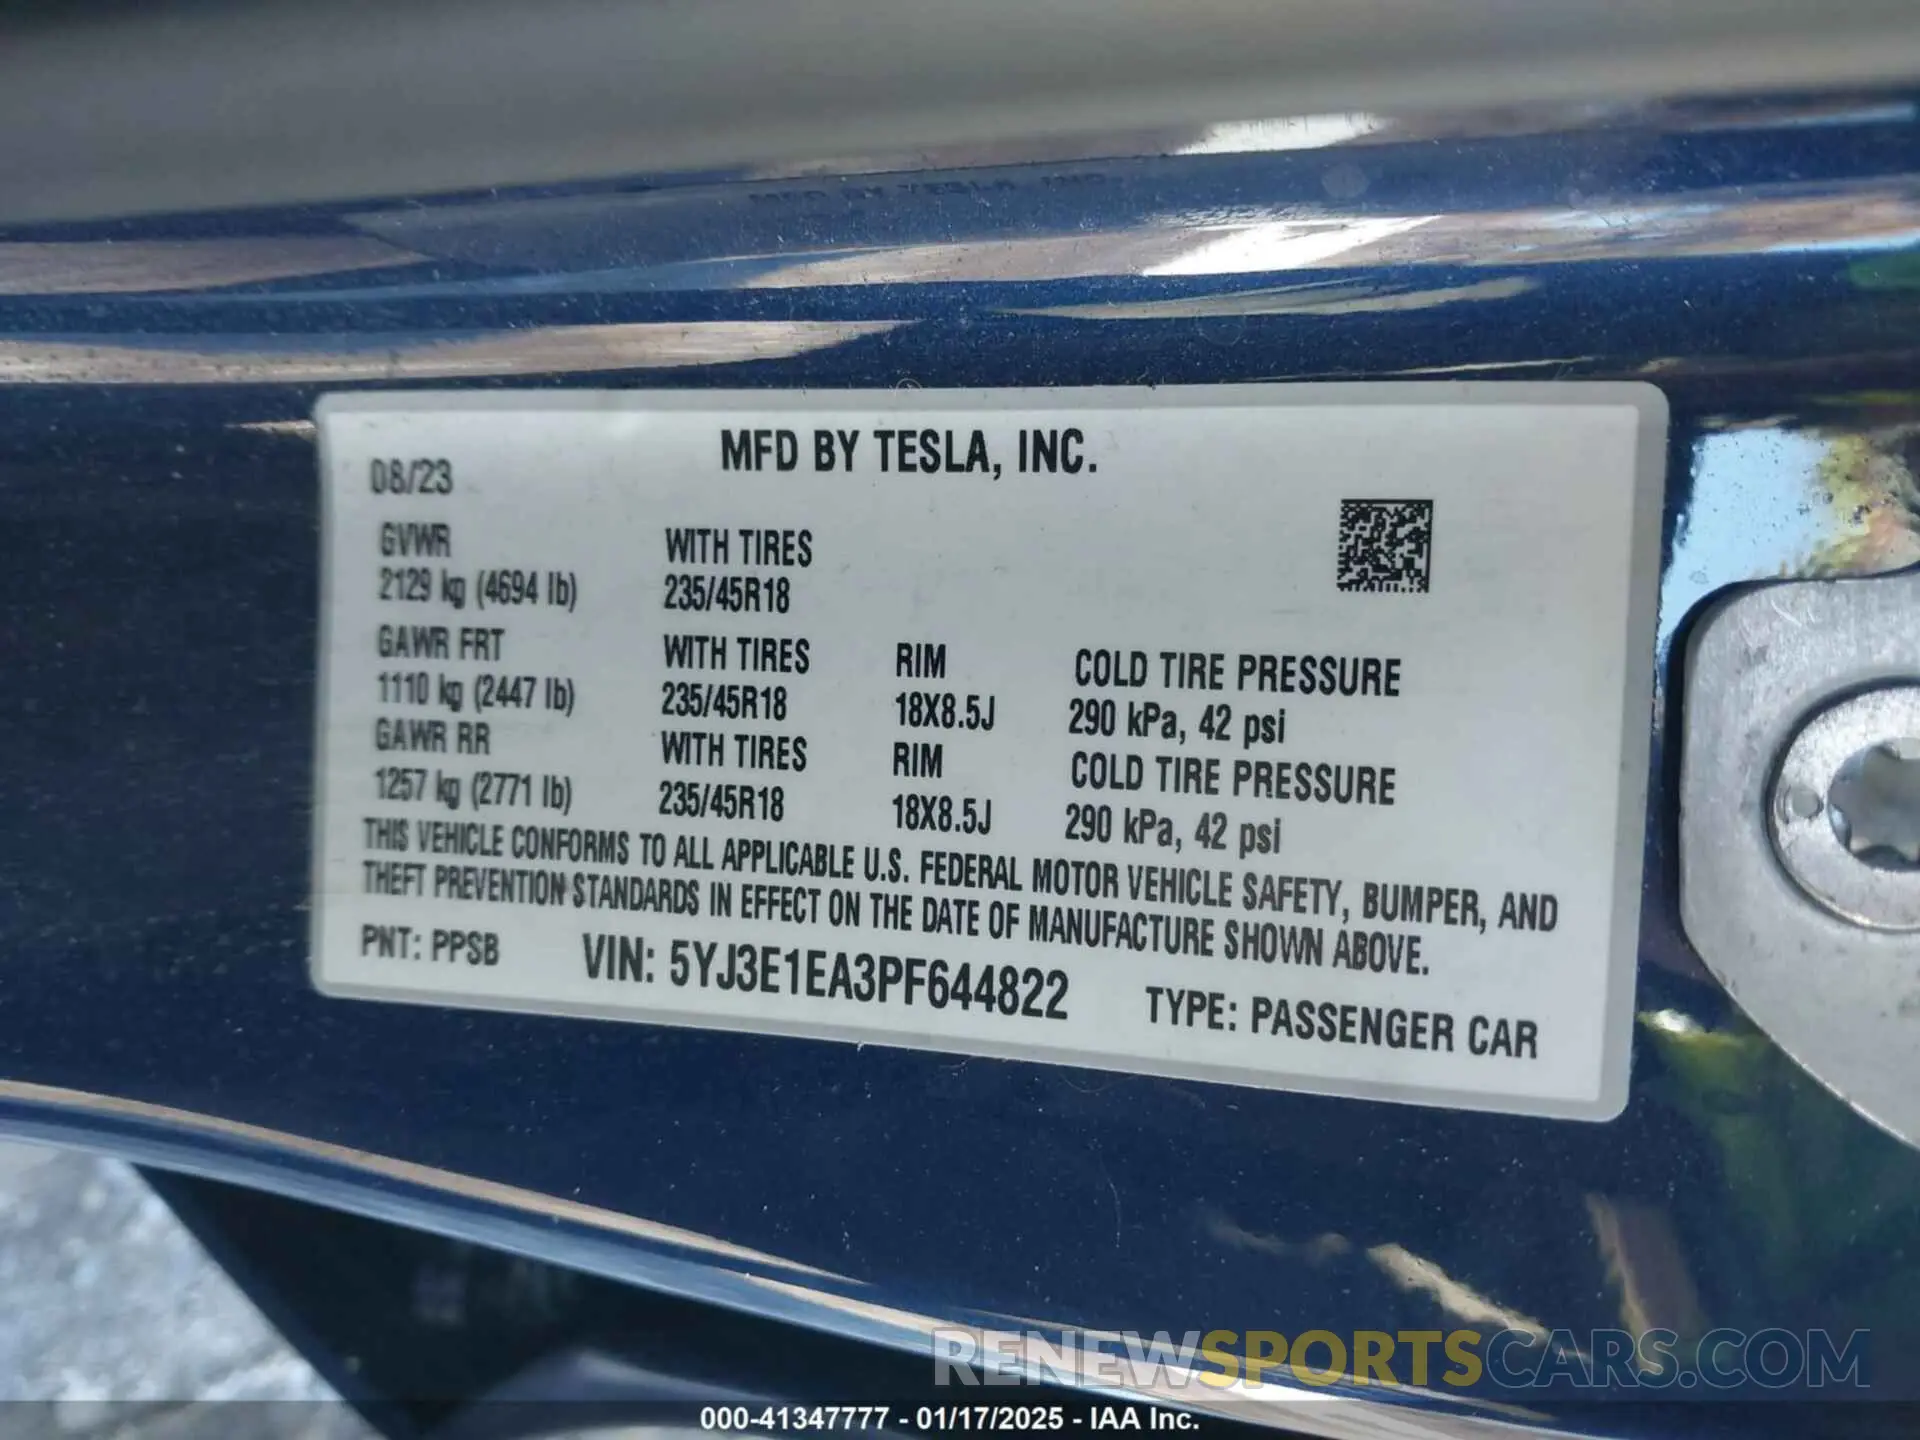 MFD BY TESLA, INC.
08/23
GVWR WITH TIRES
2129 kg (4694 lb) 235/45R18
GAWR FRT WITH TIRES RIM COLD TIRE PRESSURE
1110 kg (2447 lb) 235/45R18 18X8.5J 290 kPa, 42 psi
GAWR RR WITH TIRES RIM COLD TIRE PRESSURE
1257 kg (2771 lb) 235/45R18 18X8.5J 290 kPa, 42 psi
THIS VEHICLE CONFORMS TO ALL APPLICABLE U.S. FEDERAL MOTOR VEHICLE SAFETY, BUMPER, AND
THEFT PREVENTION STANDARDS IN EFFECT ON THE DATE OF MANUFACTURE SHOWN ABOVE.
PNT: PPSB VIN: 5YJ3E1EA3PF644822 TYPE: PASSENGER CAR
RENEWSPORTSCARS.COM
000-41347777 - 01/17/2025 - IAA Inc.